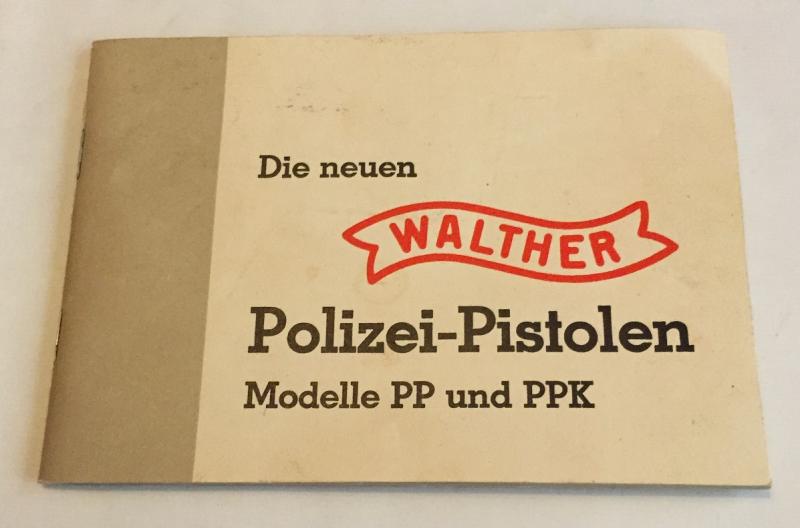 Die neuen
WALTHER
Polizei-Pistolen
Modelle PP und PPK